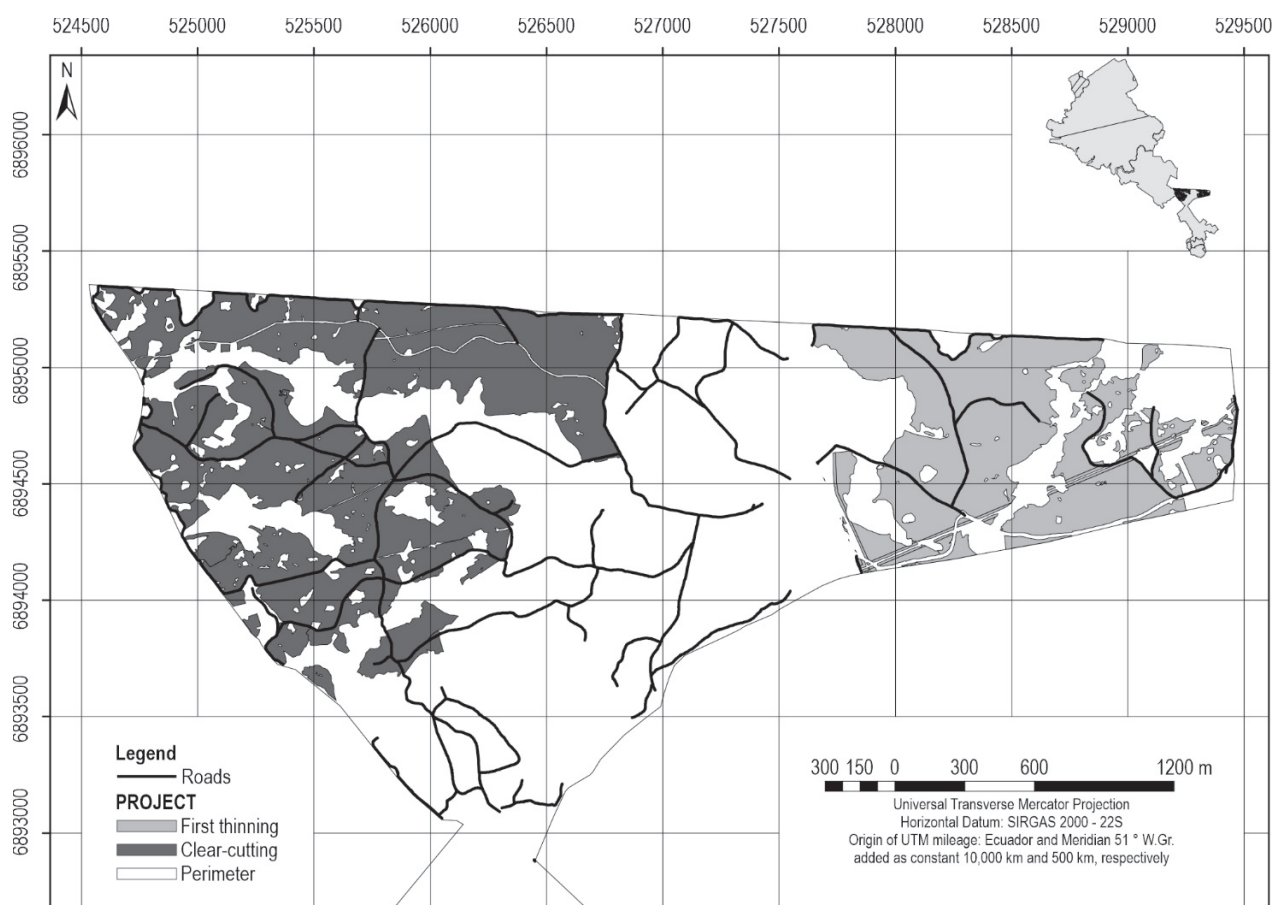 524500 525000 525500 526000 526500 527000 527500 528000 528500 529000 529500
N
6896000
6895500
6895000
6894500
6894000
6893500
6893000
Legend
Roads
PROJECT
First thinning
Clear-cutting
Perimeter
300 150 0 300 600 1200 m
Universal Transverse Mercator Projection
Horizontal Datum: SIRGAS 2000 - 22S
Origin of UTM mileage: Ecuador and Meridian 51 ° W.Gr.
added as constant 10,000 km and 500 km, respectively